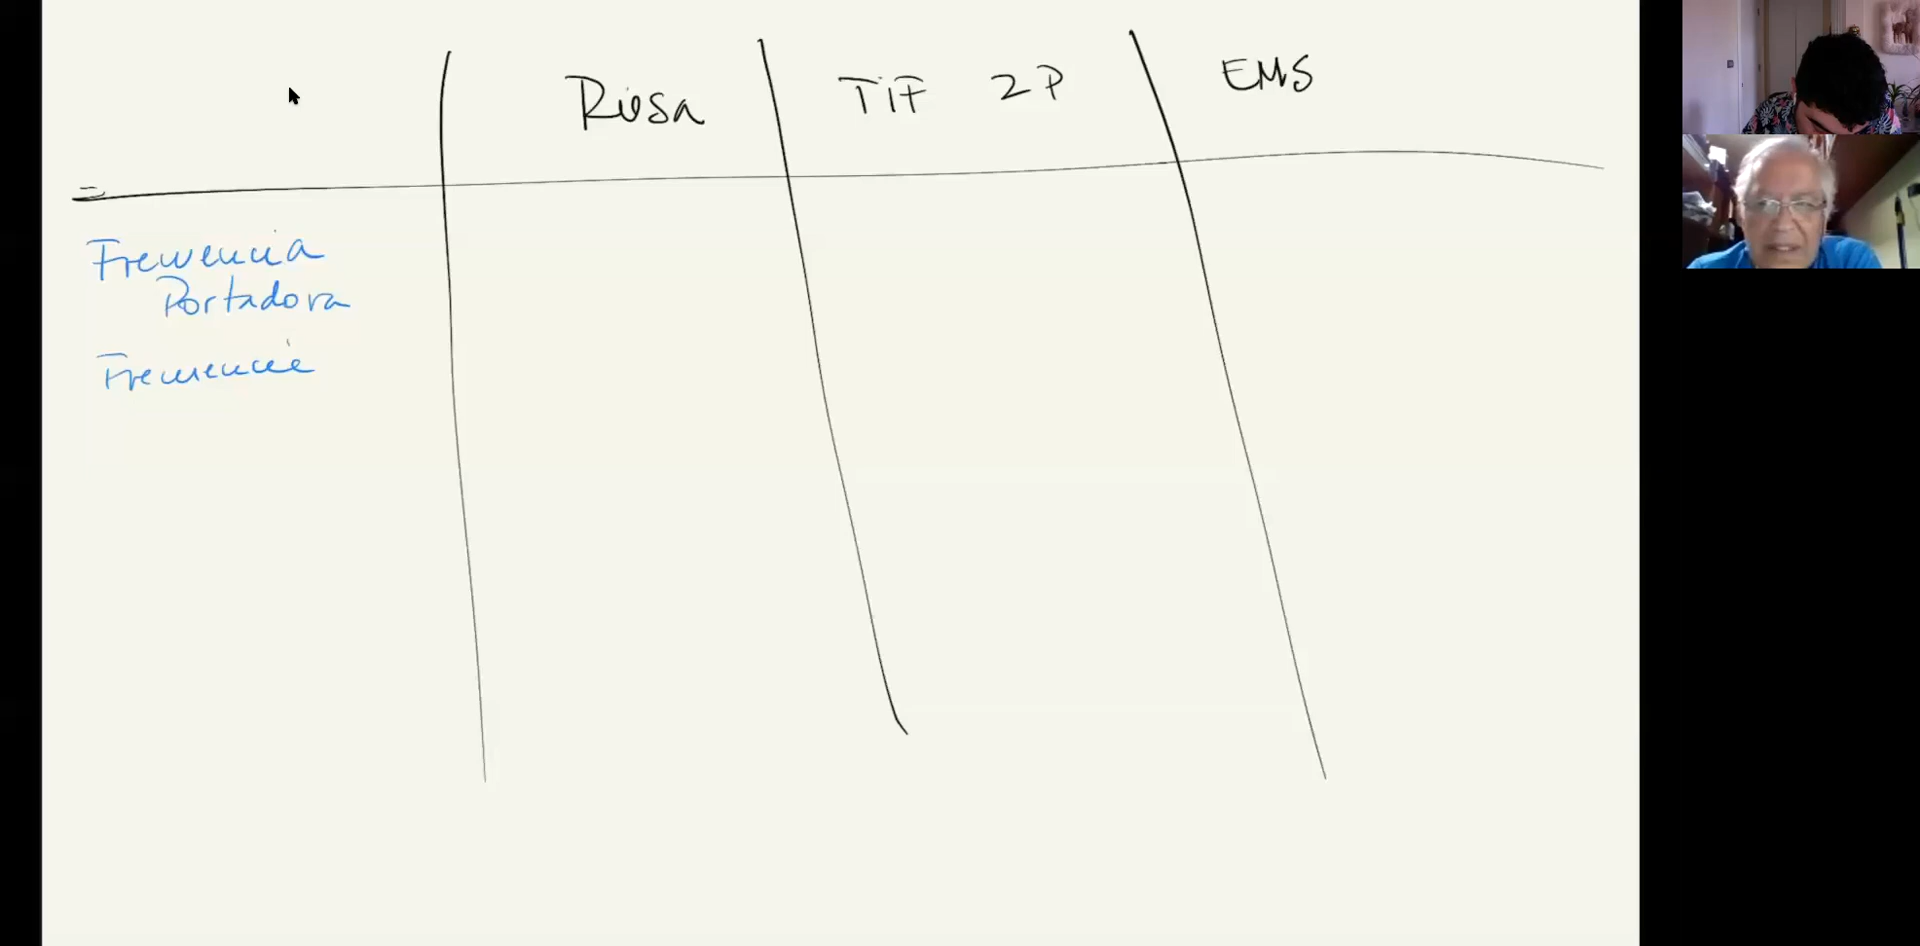 Rusa
TIF 2P
EMS
Frecuencia
Portadora
Frecuencia